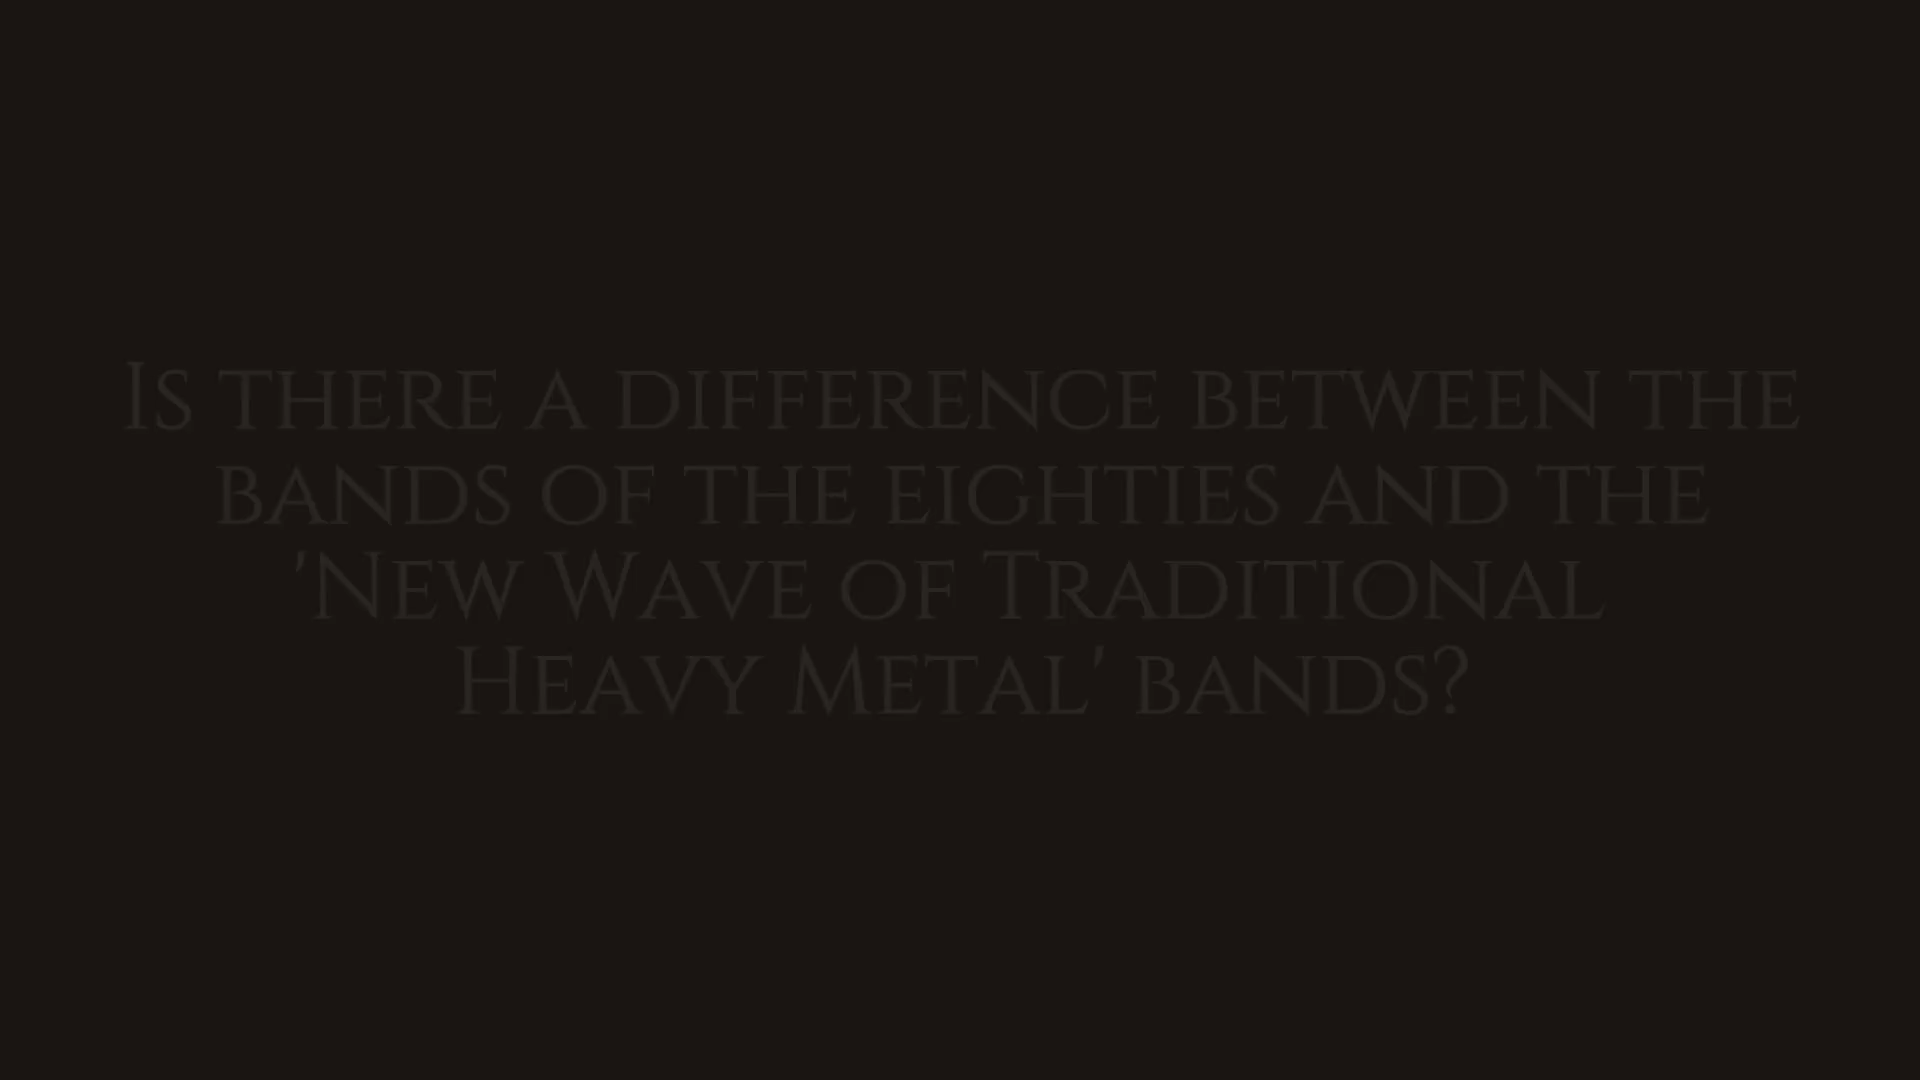 Is there a difference between the
bands of the eighties and the
'New Wave of Traditional
Heavy Metal' bands?